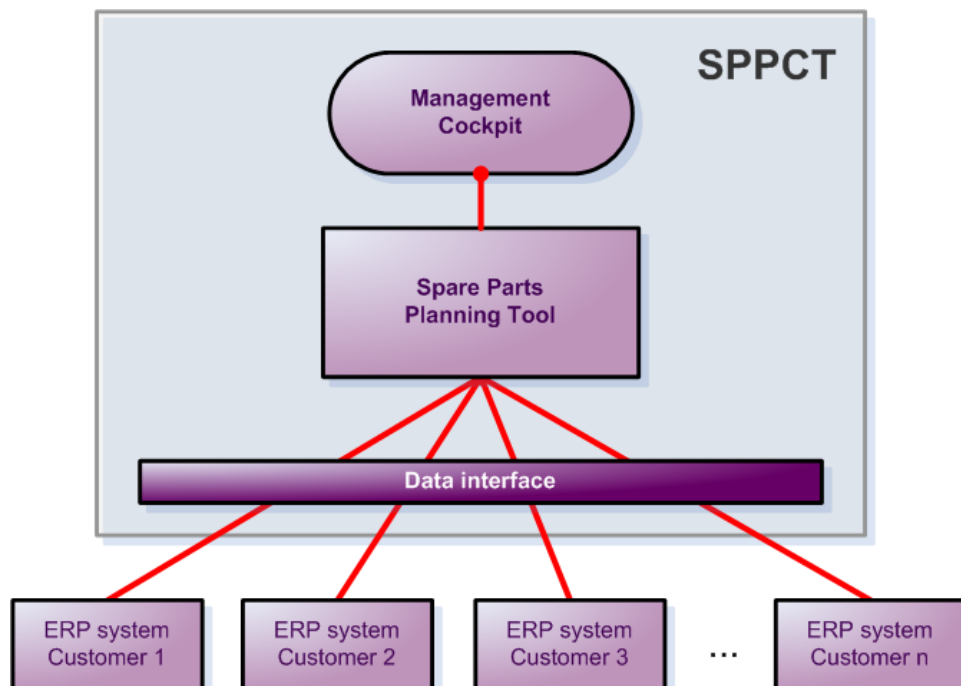 SPPCT
Management
Cockpit
Spare Parts
Planning Tool
Data interface
ERP system
Customer 1
ERP system
Customer 2
ERP system
Customer 3
...
ERP system
Customer n